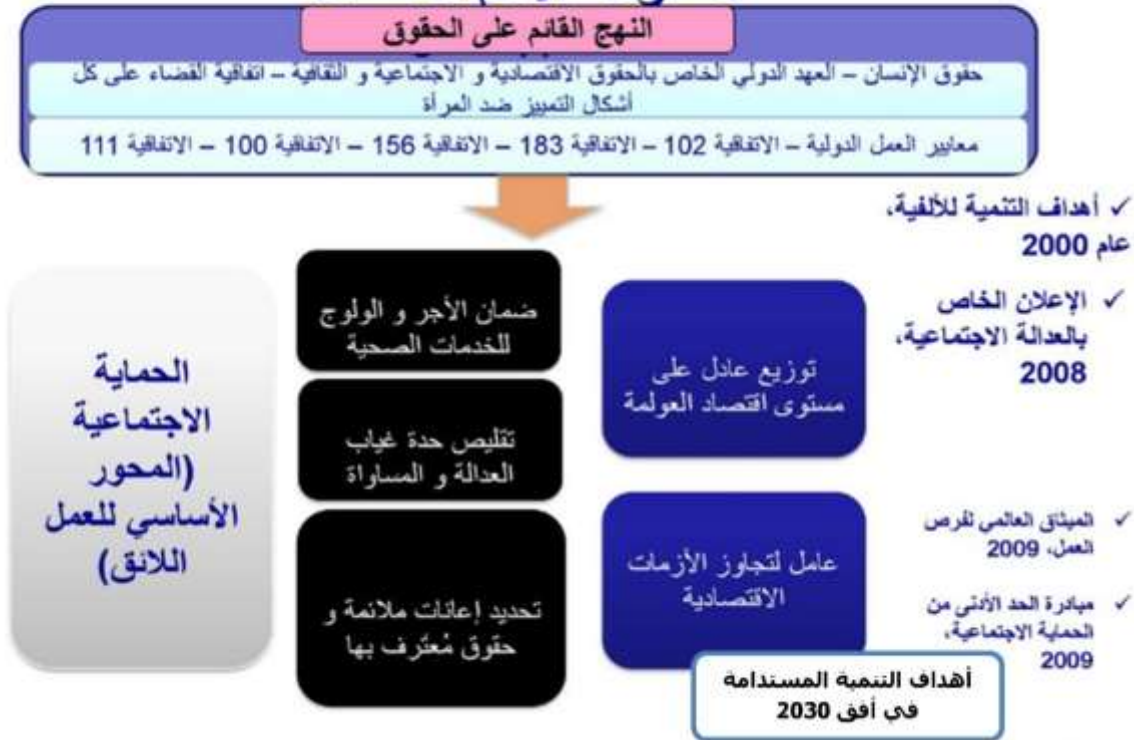 النهج القائم على الحقوق
حقوق الإنسان – العهد الدولي الخاص بالحقوق الاقتصادية و الاجتماعية و الثقافية – اتفاقية القضاء على كل
أشكال التمييز ضد المرأة
معايير العمل الدولية – الاتفاقية 102 – الاتفاقية 183 – الاتفاقية 156 – الاتفاقية 100 – الاتفاقية 111
✓ أهداف التنمية للألفية،
عام 2000
✓ الإعلان الخاص
بالعدالة الاجتماعية،
2008
توزيع عادل على
مستوى اقتصاد العولمة
ضمان الأجر و الولوج
للخدمات الصحية
تقليص حدة غياب
العدالة و المساواة
تحديد إعانات ملائمة و
حقوق مُعترف بها
الحماية
الاجتماعية
(المحور
الأساسي للعمل
اللائق)
✓ الميثاق العالمي لفرص
العمل، 2009
✓ مبادرة الحد الأدنى من
الحماية الاجتماعية،
2009
عامل لتجاوز الأزمات
الاقتصادية
أهداف التنمية المستدامة
في أفق 2030